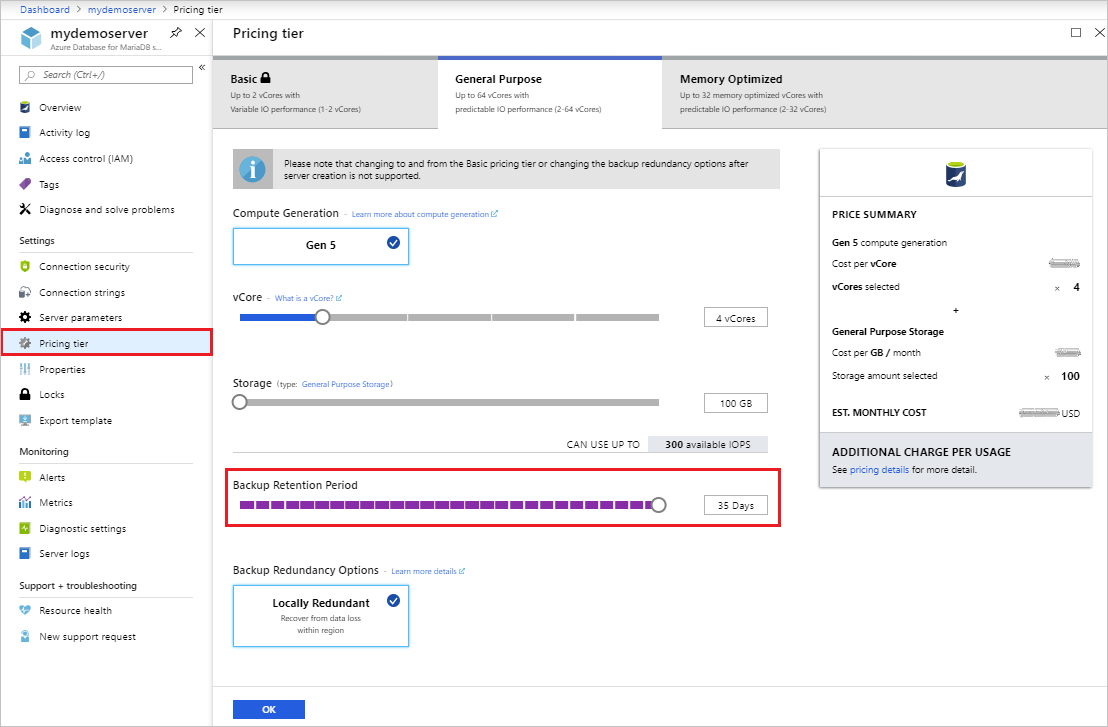 Dashboard > mydemoserver > Pricing tier
mydemoserver
Azure Database for MariaDB s...
Search (Ctrl+/)
Overview
Activity log
Access control (IAM)
Tags
Diagnose and solve problems
Settings
Connection security
Connection strings
Server parameters
Pricing tier
Properties
Locks
Export template
Monitoring
Alerts
Metrics
Diagnostic settings
Server logs
Support + troubleshooting
Resource health
New support request
Pricing tier
Basic
Up to 2 vCores with
Variable IO performance (1-2 vCores)
General Purpose
Up to 64 vCores with
predictable IO performance (2-64 vCores)
Memory Optimized
Up to 32 memory optimized vCores with
predictable IO performance (2-32 vCores)
Please note that changing to and from the Basic pricing tier or changing the backup redundancy options after
server creation is not supported.
Compute Generation - Learn more about compute generation
Gen 5
vCore - What is a vCore?
4 vCores
Storage (type: General Purpose Storage)
100 GB
CAN USE UP TO 300 available IOPS
Backup Retention Period
35 Days
Backup Redundancy Options - Learn more details
Locally Redundant
Recover from data loss
within region
OK
PRICE SUMMARY
Gen 5 compute generation
Cost per vCore
vCores selected × 4
+
General Purpose Storage
Cost per GB / month
Storage amount selected × 100
EST. MONTHLY COST USD
ADDITIONAL CHARGE PER USAGE
See pricing details for more detail.